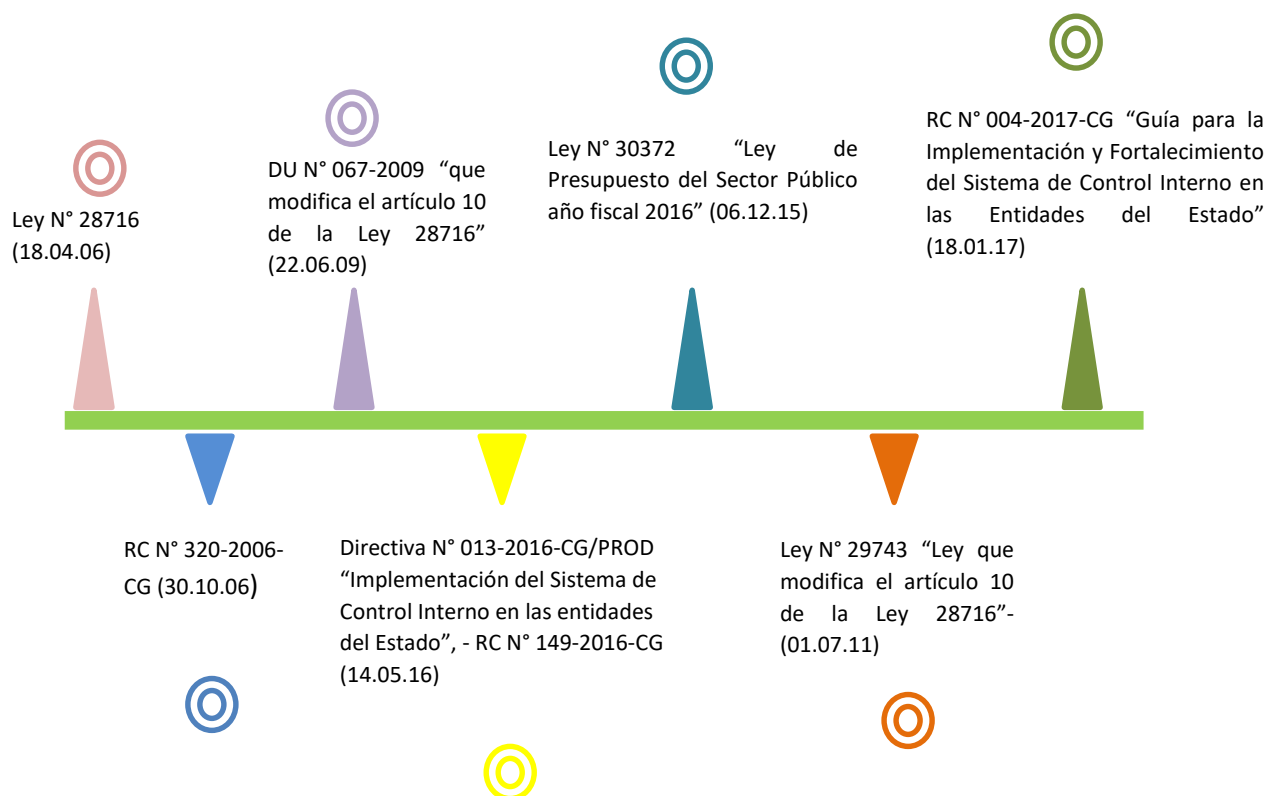 Ley N° 28716
(18.04.06)
DU N° 067-2009 “que
modifica el artículo 10
de la Ley 28716”
(22.06.09)
Ley N° 30372 “Ley de
Presupuesto del Sector Público
año fiscal 2016” (06.12.15)
RC N° 004-2017-CG “Guía para la
Implementación y Fortalecimiento
del Sistema de Control Interno en
las Entidades del Estado”
(18.01.17)
RC N° 320-2006-
CG (30.10.06)
Directiva N° 013-2016-CG/PROD
“Implementación del Sistema de
Control Interno en las entidades
del Estado”, - RC N° 149-2016-CG
(14.05.16)
Ley N° 29743 “Ley que
modifica el artículo 10
de la Ley 28716”-
(01.07.11)